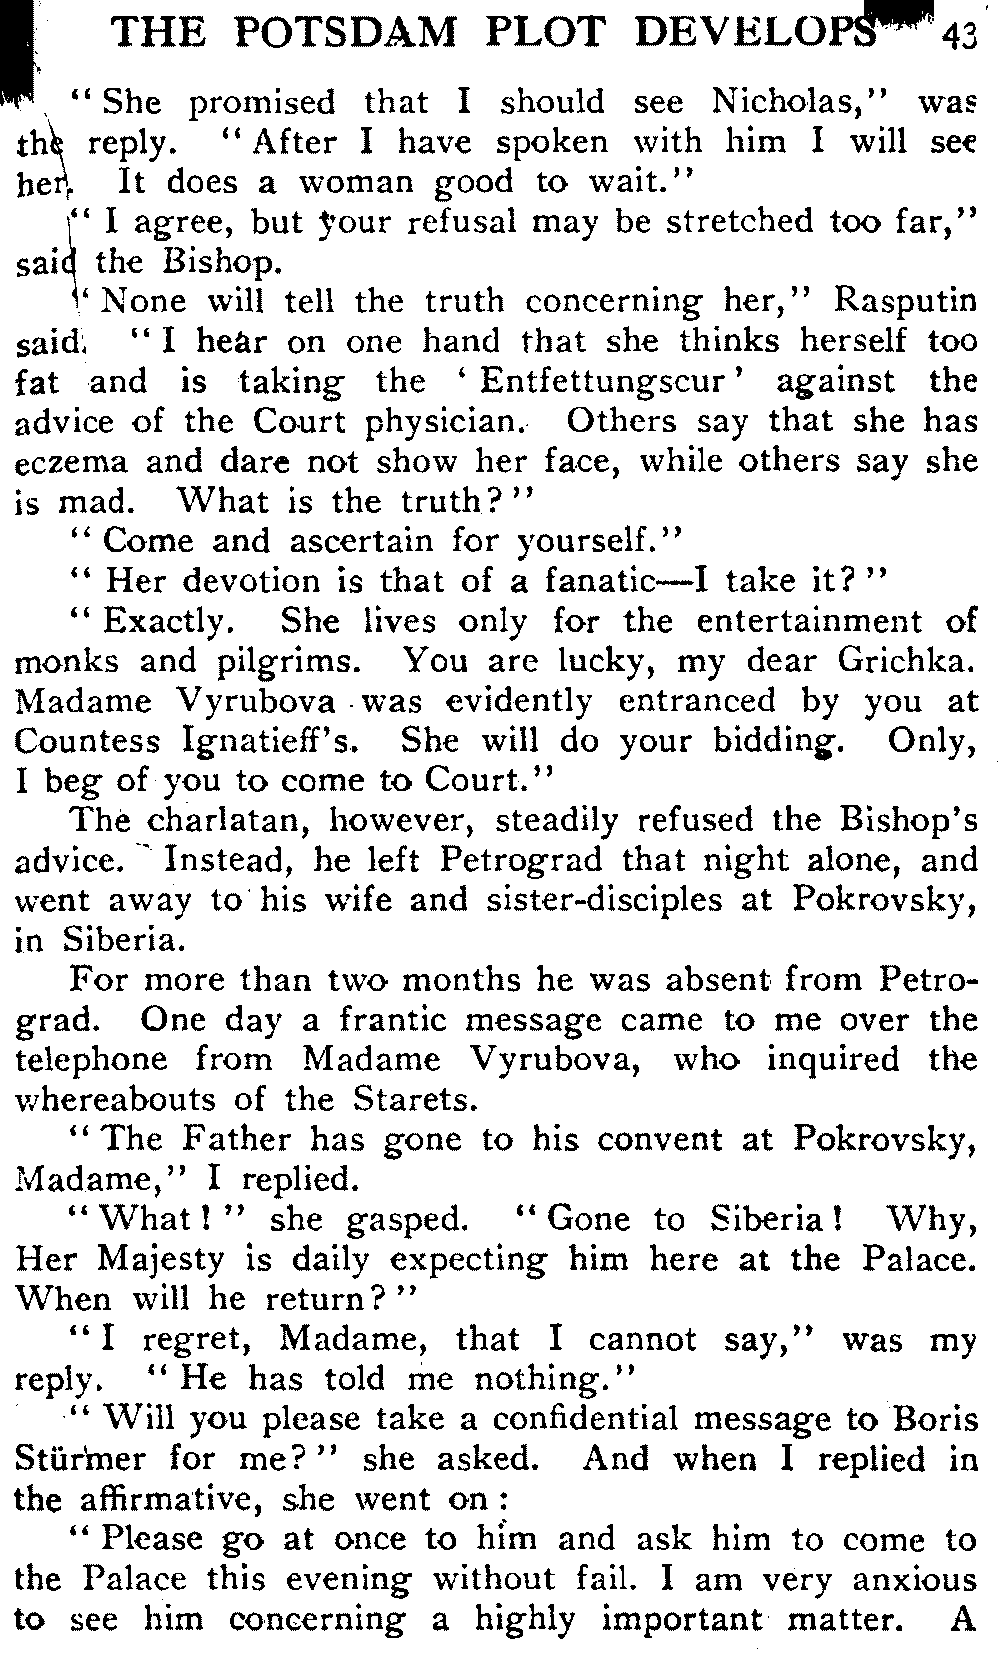 THE POTSDAM PLOT DEVELOPS 43
“ She promised that I should see Nicholas,” was
the reply. “ After I have spoken with him I will see
her. It does a woman good to wait.”
“ I agree, but your refusal may be stretched too far,”
said the Bishop.
“ None will tell the truth concerning her,” Rasputin
said. “ I hear on one hand that she thinks herself too
fat and is taking the ‘ Entfettungscur ’ against the
advice of the Court physician. Others say that she has
eczema and dare not show her face, while others say she
is mad. What is the truth? ”
“ Come and ascertain for yourself.”
“ Her devotion is that of a fanatic—I take it? ”
“ Exactly. She lives only for the entertainment of
monks and pilgrims. You are lucky, my dear Grichka.
Madame Vyrubova was evidently entranced by you at
Countess Ignatieff’s. She will do your bidding. Only,
I beg of you to come to Court.”
The charlatan, however, steadily refused the Bishop’s
advice. Instead, he left Petrograd that night alone, and
went away to his wife and sister-disciples at Pokrovsky,
in Siberia.
For more than two months he was absent from Petro-
grad. One day a frantic message came to me over the
telephone from Madame Vyrubova, who inquired the
whereabouts of the Starets.
“ The Father has gone to his convent at Pokrovsky,
Madame,” I replied.
“ What ! ” she gasped. “ Gone to Siberia ! Why,
Her Majesty is daily expecting him here at the Palace.
When will he return? ”
“ I regret, Madame, that I cannot say,” was my
reply. “ He has told me nothing.”
“ Will you please take a confidential message to Boris
Stürmer for me? ” she asked. And when I replied in
the affirmative, she went on :
“ Please go at once to him and ask him to come to
the Palace this evening without fail. I am very anxious
to see him concerning a highly important matter. A